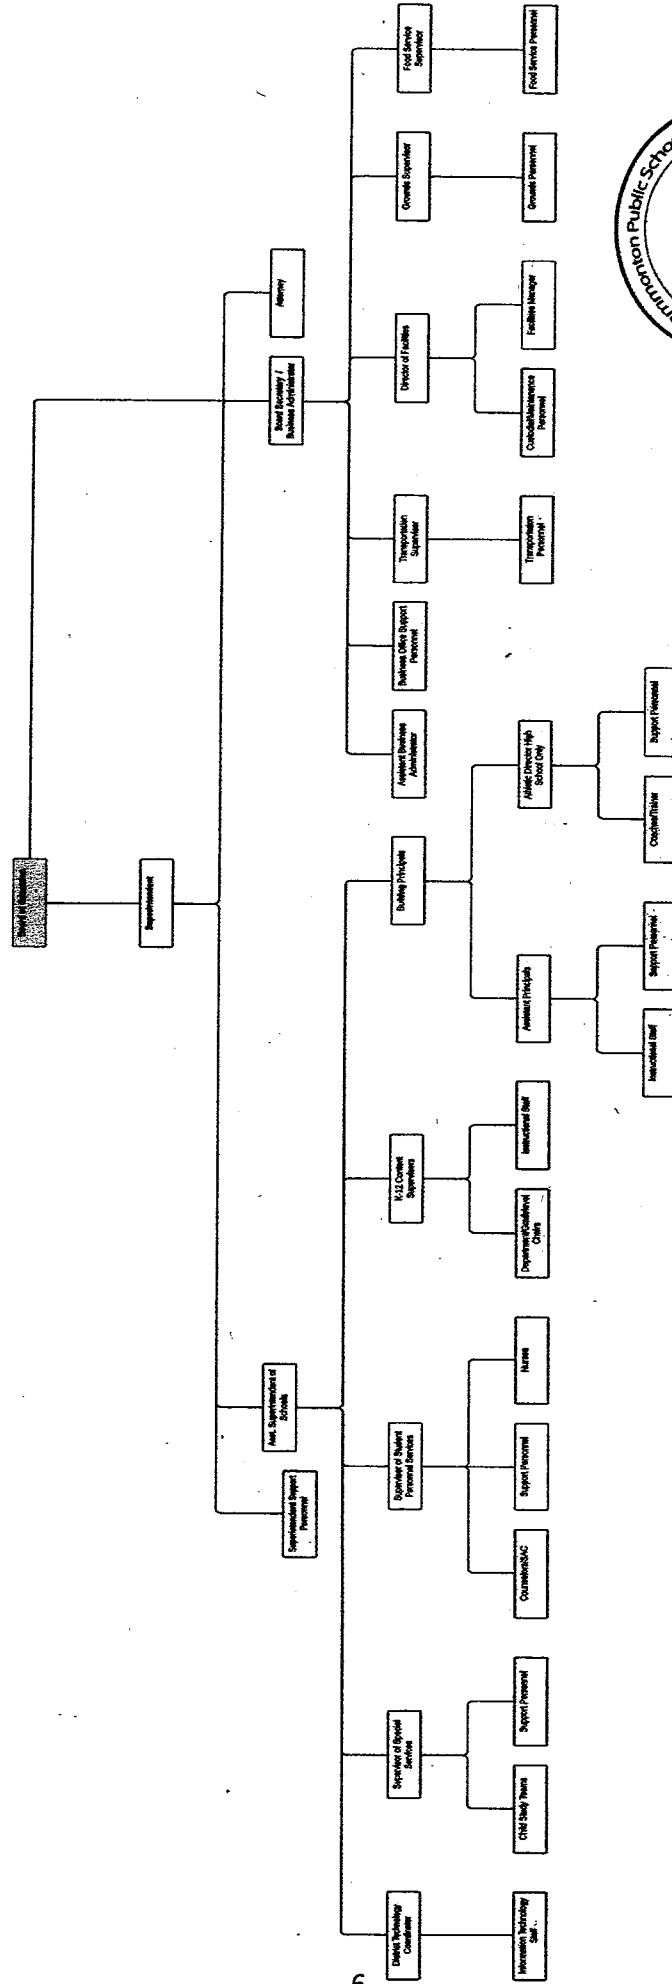 Board of Education
Superintendent
Superintendent Support
Personnel
Asst. Superintendent of
Schools
Board Secretary /
Business Administrator
Attorney
District Technology
Coordinator
Supervisor of Special
Services
Supervisor of Student
Personnel Services
K-12 Content
Supervisors
Building Principals
Assistant Business
Administrator
Business Office Support
Personnel
Transportation
Supervisor
Director of Facilities
Grounds Supervisor
Food Service
Supervisor
Information Technology
Staff
Child Study Teams
Support Personnel
Counselors/SAC
Support Personnel
Nurses
Department/Gradelevel
Chairs
Instructional Staff
Assistant Principals
Athletic Director High
School Only
Transportation
Personnel
Custodial/Maintenance
Personnel
Facilities Manager
Grounds Personnel
Food Service Personnel
Instructional Staff
Support Personnel
Coaches/Trainer
Support Personnel
Public Scho
6